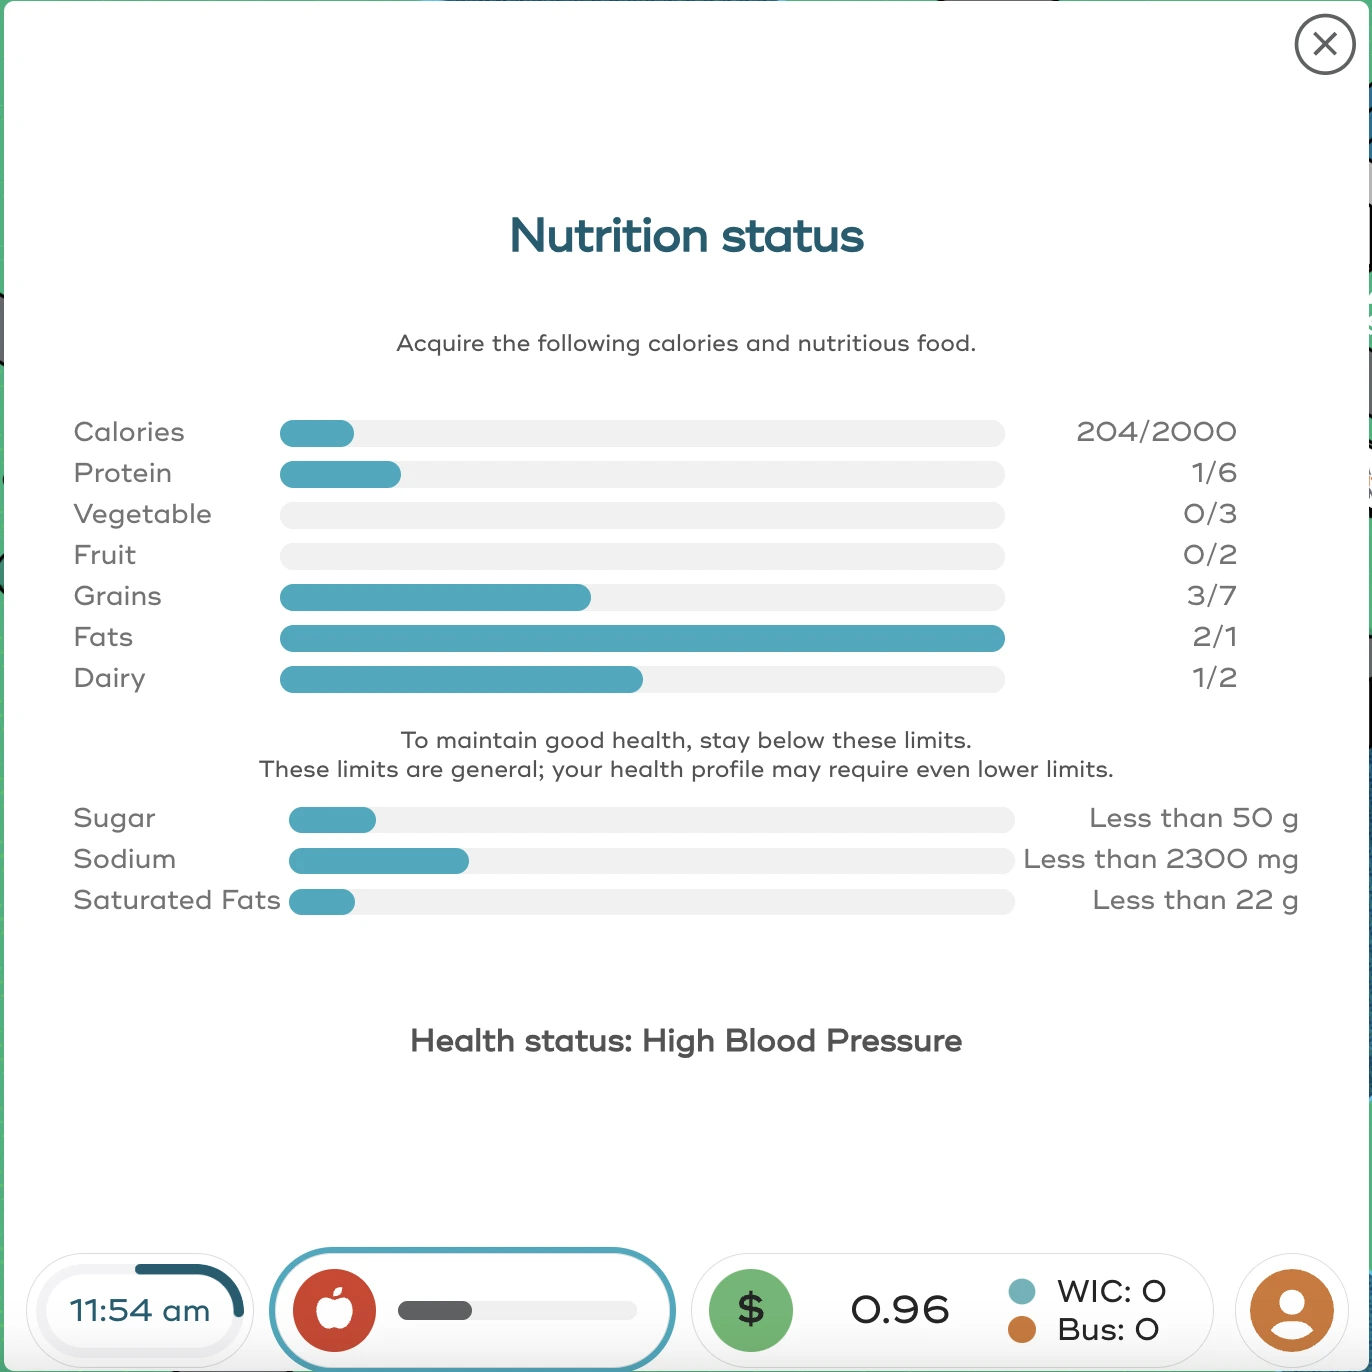 Nutrition status
Acquire the following calories and nutritious food.
Calories 204/2000
Protein 1/6
Vegetable 0/3
Fruit 0/2
Grains 3/7
Fats 2/1
Dairy 1/2
To maintain good health, stay below these limits.
These limits are general; your health profile may require even lower limits.
Sugar Less than 50 g
Sodium Less than 2300 mg
Saturated Fats Less than 22 g
Health status: High Blood Pressure
11:54 am
$ 0.96
WIC: 0
Bus: 0